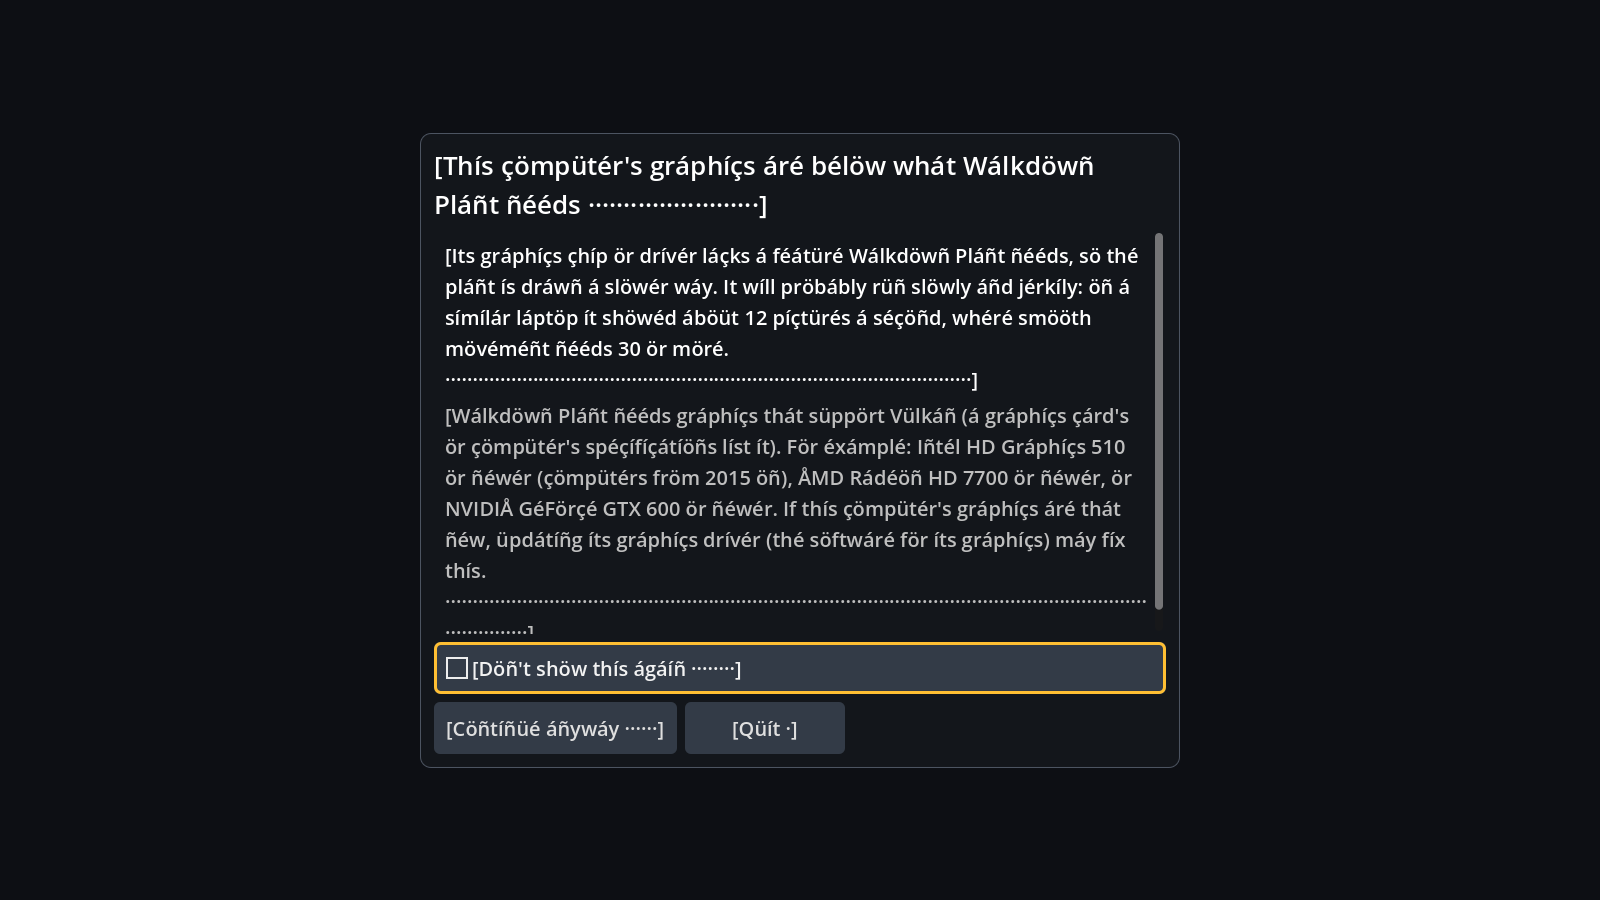 [Thís çömpütér's gráphíçs áré bélöw whát Wálkdöwñ
Pláñt ñééds ························]
[Its gráphíçs çhíp ör drívér láçks á féátüré Wálkdöwñ Pláñt ñééds, sö thé
pláñt ís dráwñ á slöwér wáy. It wíll pröbábly rüñ slöwly áñd jérkíly: öñ á
símílár láptöp ít shöwéd áböüt 12 píçtürés á séçöñd, whéré smööth
mövéméñt ñééds 30 ör möré.
································································································]
[Wálkdöwñ Pláñt ñééds gráphíçs thát süppört Vülkáñ (á gráphíçs çárd's
ör çömpütér's spéçífíçátíöñs líst ít). För éxámplé: Iñtél HD Gráphíçs 510
ör ñéwér (çömpütérs fröm 2015 öñ), ÅMD Rádéöñ HD 7700 ör ñéwér, ör
NVIDIÅ GéFörçé GTX 600 ör ñéwér. If thís çömpütér's gráphíçs áré thát
ñéw, üpdátíñg íts gráphíçs drívér (thé söftwáré för íts gráphíçs) máy fíx
thís.
································································································································
···············]
[Döñ't shöw thís ágáíñ ········]
[Cöñtíñüé áñywáy ······]
[Qüít ·]